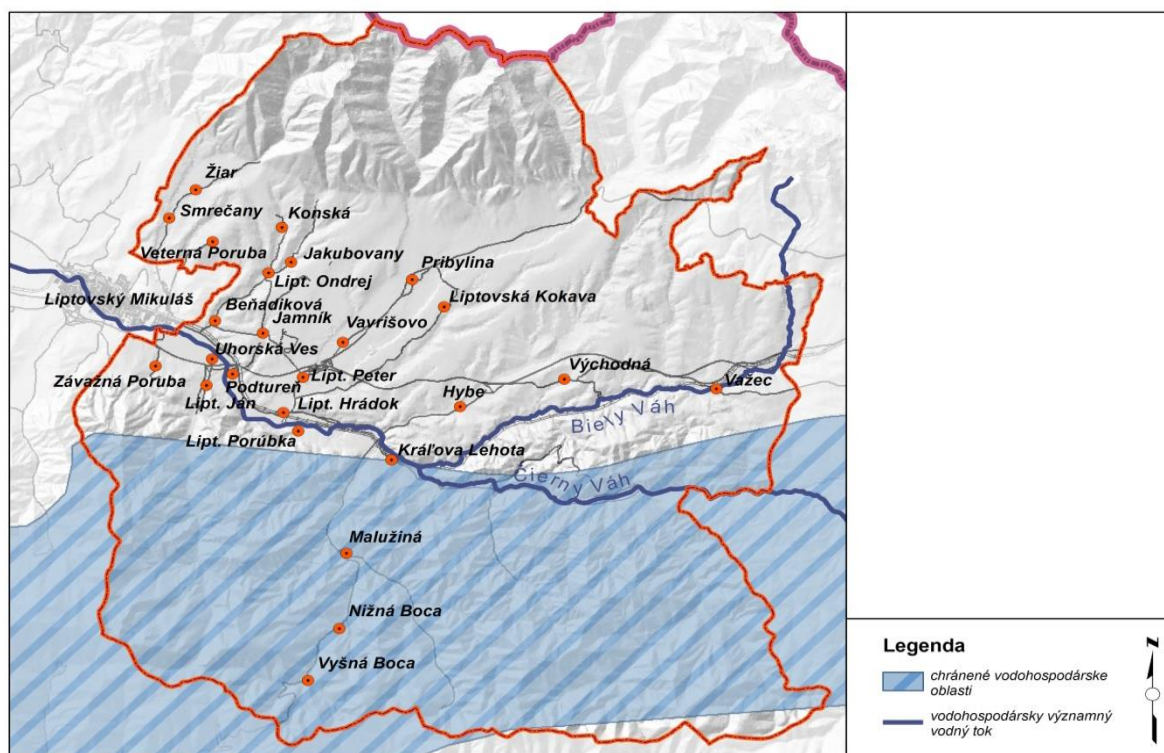 Žiar
Smrečany
Konská
Veterná Poruba
Jakubovany
Lipt. Ondrej
Pribylina
Liptovský Mikuláš
Liptovská Kokava
Beňadiková
Jamník
Vavrišovo
Uhorská Ves
Závažná Poruba
Podtureň
Lipt. Peter
Východná
Važec
Lipt. Ján
Lipt. Hrádok
Hybe
Biely Váh
Lipt. Porúbka
Kráľova Lehota
Čierny Váh
Malužiná
Nižná Boca
Vyšná Boca
Legenda
N
chránené vodohospodárske
oblasti
vodohospodársky významný
vodný tok